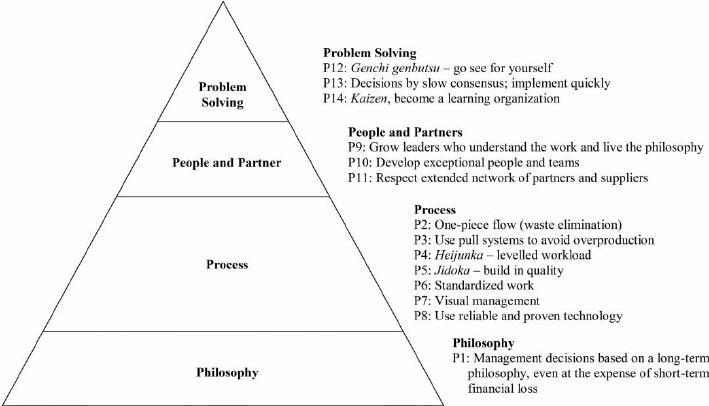 Problem Solving
P12: Genchi genbutsu – go see for yourself
P13: Decisions by slow consensus; implement quickly
P14: Kaizen, become a learning organization
Problem
Solving
People and Partners
P9: Grow leaders who understand the work and live the philosophy
P10: Develop exceptional people and teams
P11: Respect extended network of partners and suppliers
People and Partner
Process
P2: One-piece flow (waste elimination)
P3: Use pull systems to avoid overproduction
P4: Heijunka – levelled workload
P5: Jidoka – build in quality
P6: Standardized work
P7: Visual management
P8: Use reliable and proven technology
Process
Philosophy
P1: Management decisions based on a long-term
philosophy, even at the expense of short-term
financial loss
Philosophy